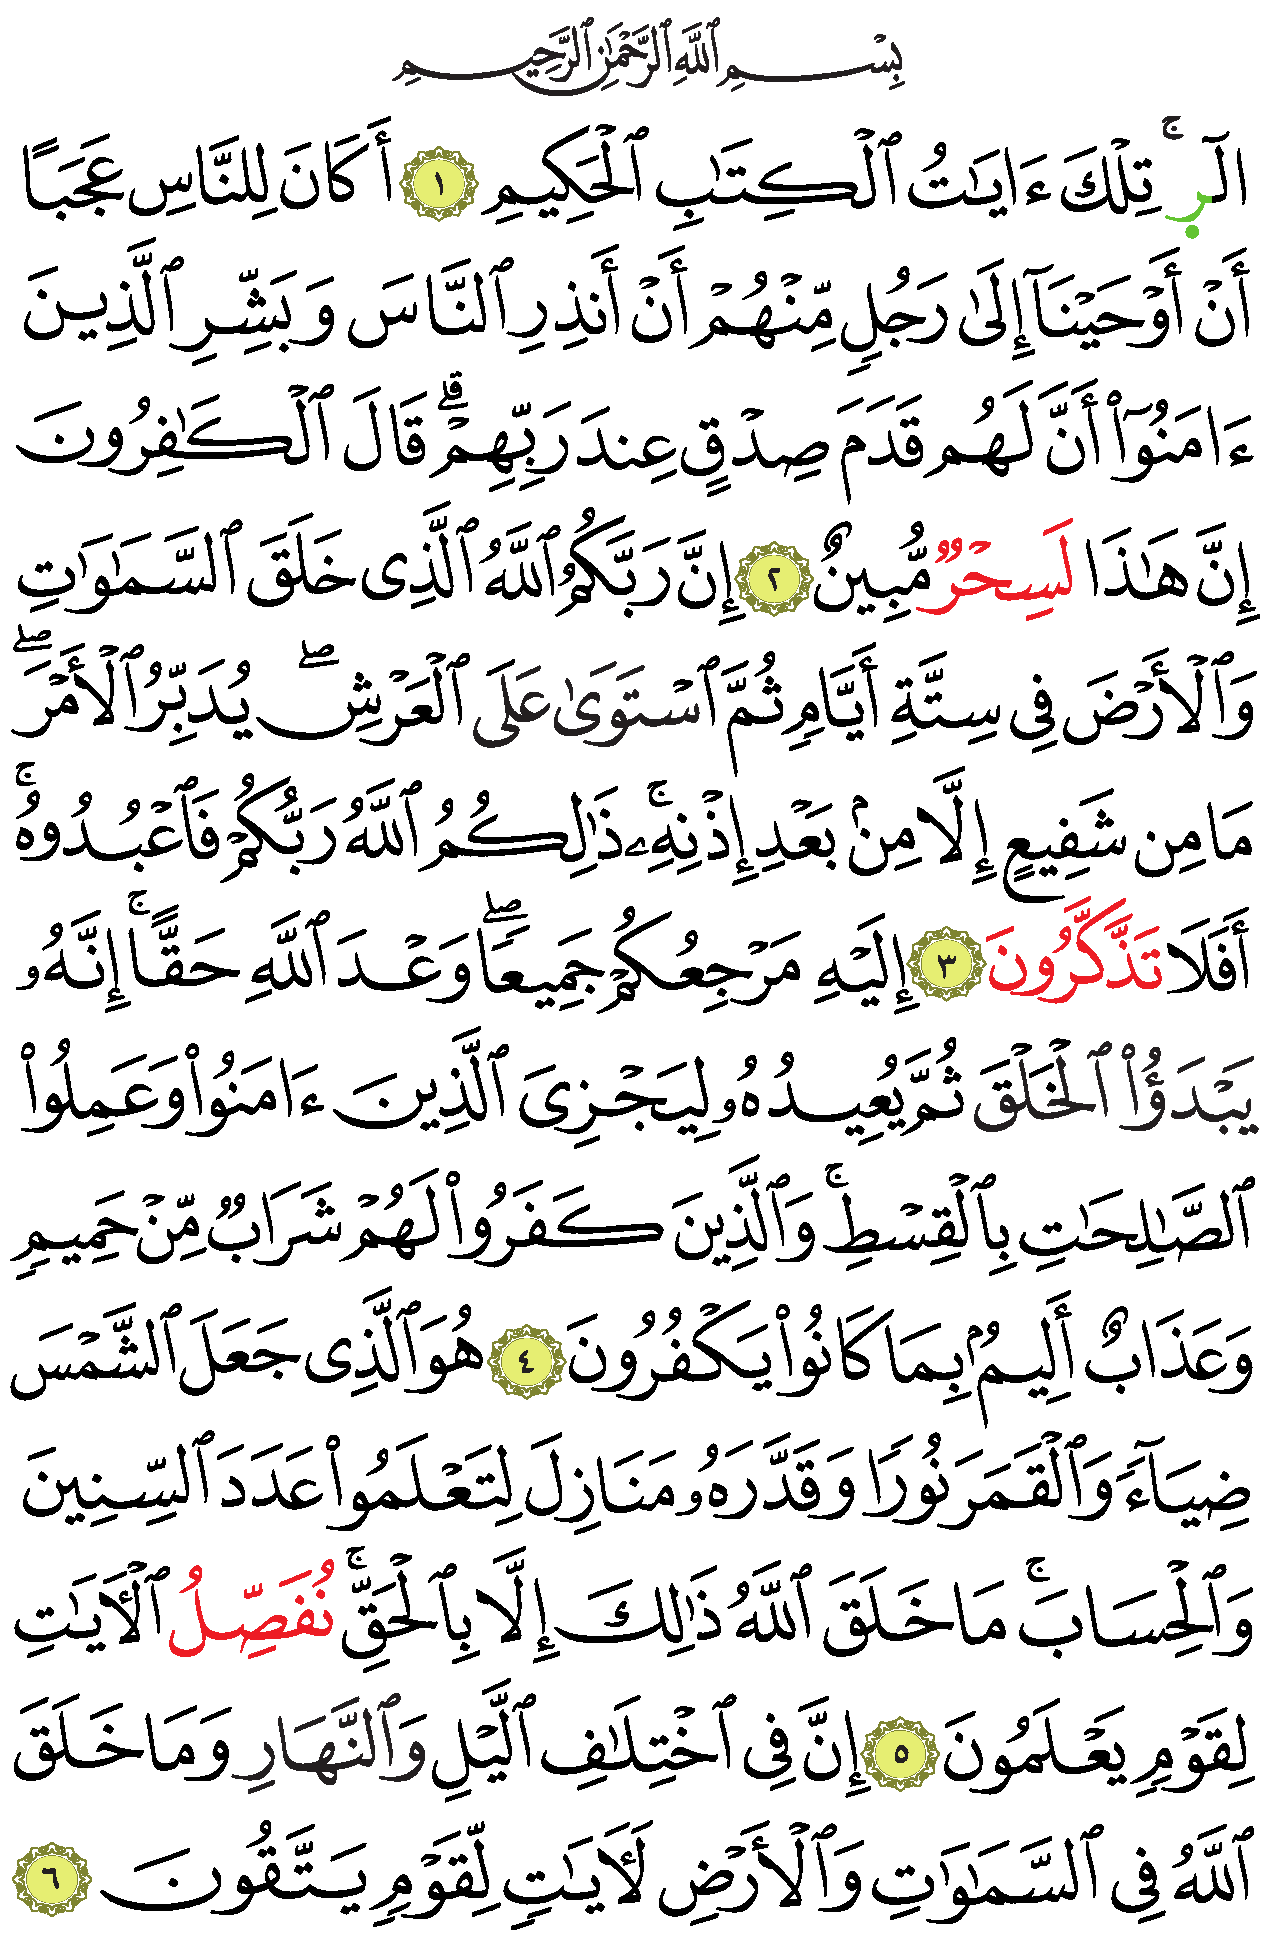 بِسْمِ ٱللَّهِ ٱلرَّحْمَٰنِ ٱلرَّحِيمِ
الٓرۚ تِلْكَ ءَايَٰتُ ٱلْكِتَٰبِ ٱلْحَكِيمِ ١ أَكَانَ لِلنَّاسِ عَجَبًا
أَنْ أَوْحَيْنَآ إِلَىٰ رَجُلٍ مِّنْهُمْ أَنْ أَنذِرِ ٱلنَّاسَ وَبَشِّرِ ٱلَّذِينَ
ءَامَنُوٓاْ أَنَّ لَهُمْ قَدَمَ صِدْقٍ عِندَ رَبِّهِمْۗ قَالَ ٱلْكَٰفِرُونَ
إِنَّ هَٰذَا لَسِحْرٌ مُّبِينٌ ٢ إِنَّ رَبَّكُمُ ٱللَّهُ ٱلَّذِى خَلَقَ ٱلسَّمَٰوَٰتِ
وَٱلْأَرْضَ فِى سِتَّةِ أَيَّامٍ ثُمَّ ٱسْتَوَىٰ عَلَى ٱلْعَرْشِۖ يُدَبِّرُ ٱلْأَمْرَۖ
مَا مِن شَفِيعٍ إِلَّا مِنۢ بَعْدِ إِذْنِهِۦۚ ذَٰلِكُمُ ٱللَّهُ رَبُّكُمْ فَٱعْبُدُوهُۚ
أَفَلَا تَذَّكَّرُونَ ٣ إِلَيْهِ مَرْجِعُكُمْ جَمِيعًاۖ وَعْدَ ٱللَّهِ حَقًّاۚ إِنَّهُۥ
يَبْدَؤُاْ ٱلْخَلْقَ ثُمَّ يُعِيدُهُۥ لِيَجْزِىَ ٱلَّذِينَ ءَامَنُواْ وَعَمِلُواْ
ٱلصَّٰلِحَٰتِ بِٱلْقِسْطِۚ وَٱلَّذِينَ كَفَرُواْ لَهُمْ شَرَابٌ مِّنْ حَمِيمٍ
وَعَذَابٌ أَلِيمٌۢ بِمَا كَانُواْ يَكْفُرُونَ ٤ هُوَ ٱلَّذِى جَعَلَ ٱلشَّمْسَ
ضِيَآءً وَٱلْقَمَرَ نُورًا وَقَدَّرَهُۥ مَنَازِلَ لِتَعْلَمُواْ عَدَدَ ٱلسِّنِينَ
وَٱلْحِسَابَۚ مَا خَلَقَ ٱللَّهُ ذَٰلِكَ إِلَّا بِٱلْحَقِّۚ نُفَصِّلُ ٱلْأٓيَٰتِ
لِقَوْمٍ يَعْلَمُونَ ٥ إِنَّ فِى ٱخْتِلَٰفِ ٱلَّيْلِ وَٱلنَّهَارِ وَمَا خَلَقَ
ٱللَّهُ فِى ٱلسَّمَٰوَٰتِ وَٱلْأَرْضِ لَأٓيَٰتٍ لِّقَوْمٍ يَتَّقُونَ ٦